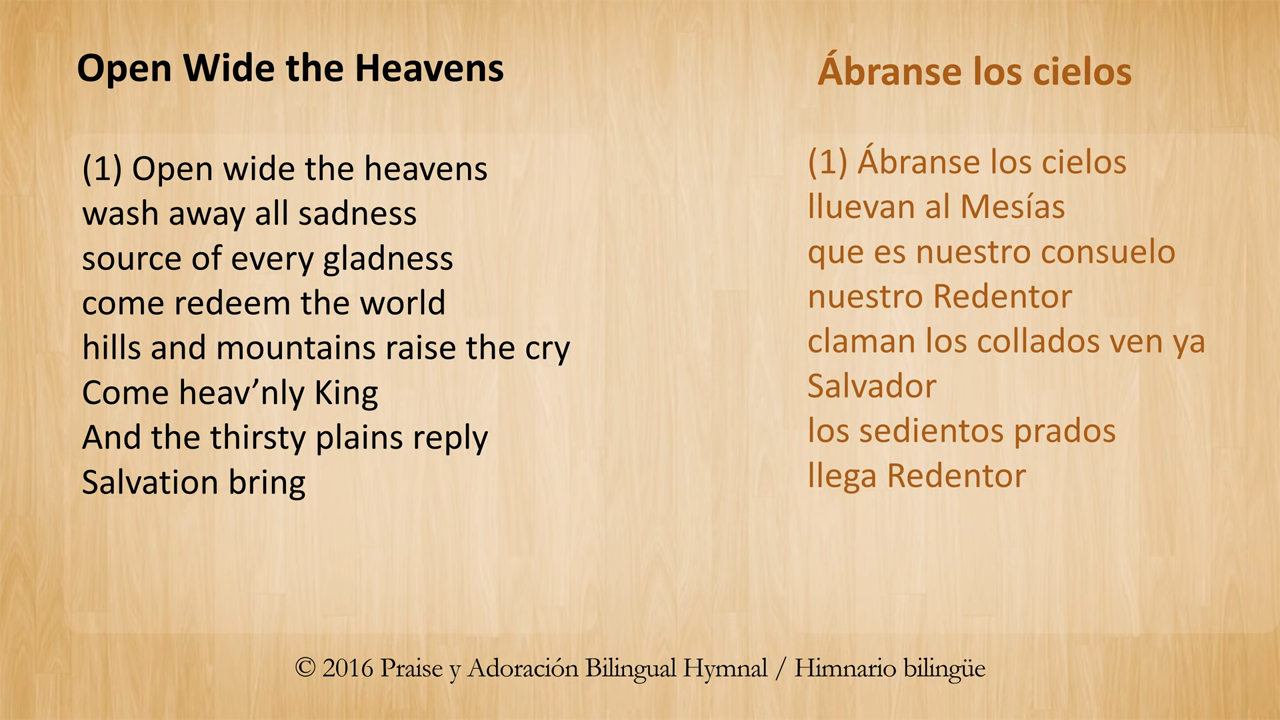 Open Wide the Heavens
(1) Open wide the heavens
wash away all sadness
source of every gladness
come redeem the world
hills and mountains raise the cry
Come heav’nly King
And the thirsty plains reply
Salvation bring
Ábranse los cielos
(1) Ábranse los cielos
lluevan al Mesías
que es nuestro consuelo
nuestro Redentor
claman los collados ven ya
Salvador
los sedientos prados
llega Redentor
© 2016 Praise y Adoración Bilingual Hymnal / Himnario bilingüe